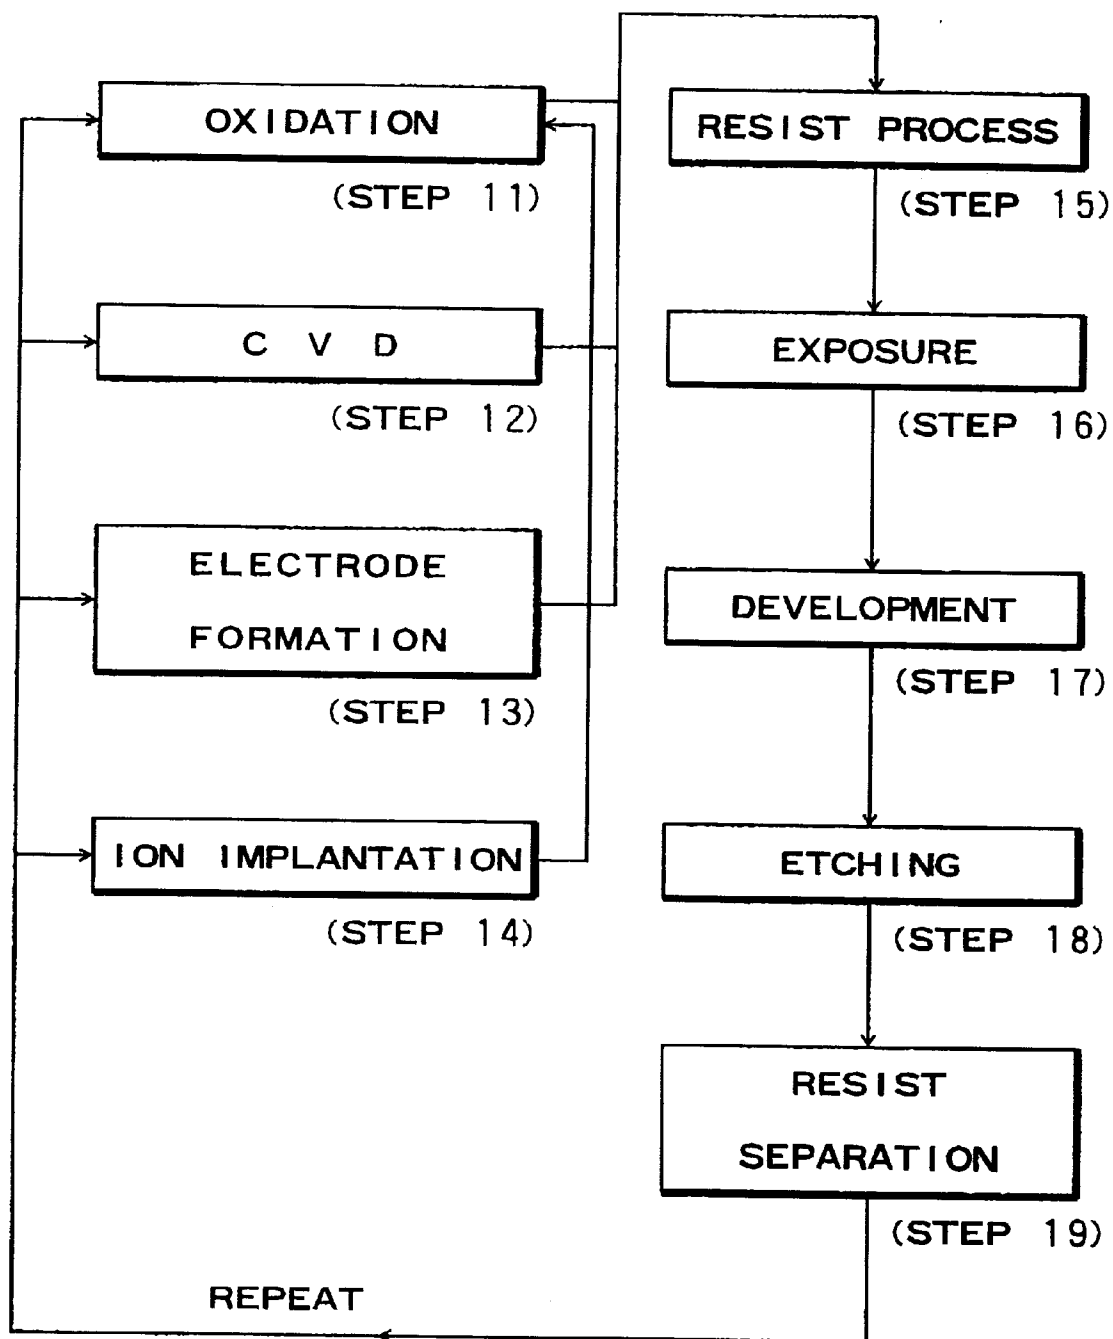 OXIDATION
(STEP 11)
C V D
(STEP 12)
ELECTRODE
FORMATION
(STEP 13)
ION IMPLANTATION
(STEP 14)
RESIST PROCESS
(STEP 15)
EXPOSURE
(STEP 16)
DEVELOPMENT
(STEP 17)
ETCHING
(STEP 18)
RESIST
SEPARATION
(STEP 19)
REPEAT